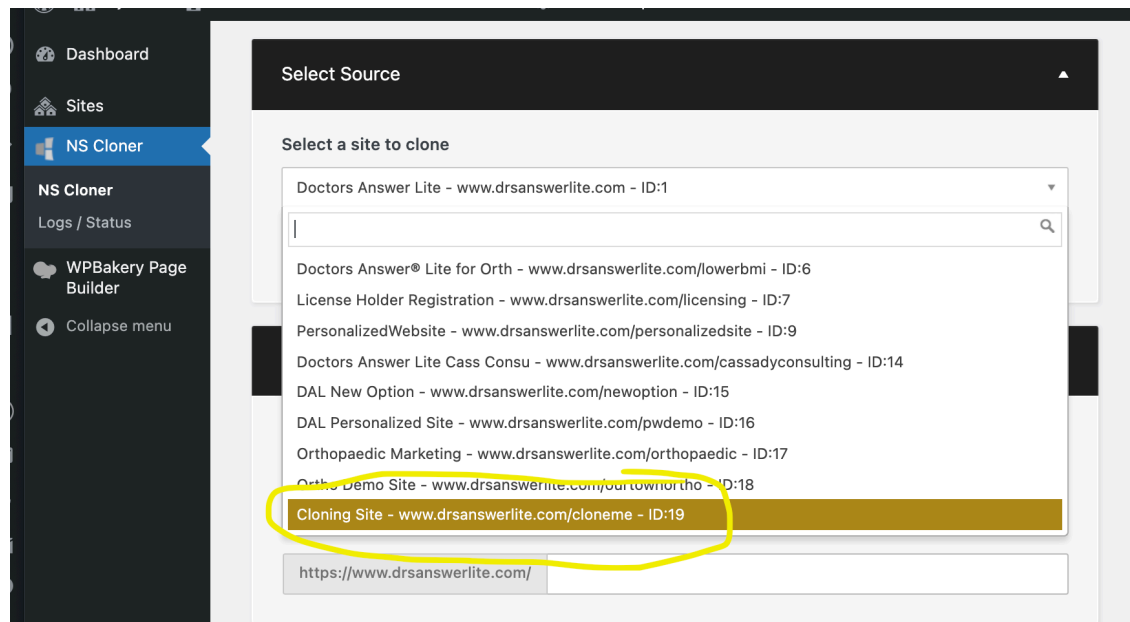 Dashboard
Sites
NS Cloner
NS Cloner
Logs / Status
WPBakery Page
Builder
Collapse menu
Select Source
Select a site to clone
Doctors Answer Lite - www.drsanswerlite.com - ID:1
Doctors Answer® Lite for Orth - www.drsanswerlite.com/lowerbmi - ID:6
License Holder Registration - www.drsanswerlite.com/licensing - ID:7
PersonalizedWebsite - www.drsanswerlite.com/personalizedsite - ID:9
Doctors Answer Lite Cass Consu - www.drsanswerlite.com/cassadyconsulting - ID:14
DAL New Option - www.drsanswerlite.com/newoption - ID:15
DAL Personalized Site - www.drsanswerlite.com/pwdemo - ID:16
Orthopaedic Marketing - www.drsanswerlite.com/orthopaedic - ID:17
Ortho Demo Site - www.drsanswerlite.com/ourtownortho - ID:18
Cloning Site - www.drsanswerlite.com/cloneme - ID:19
https://www.drsanswerlite.com/